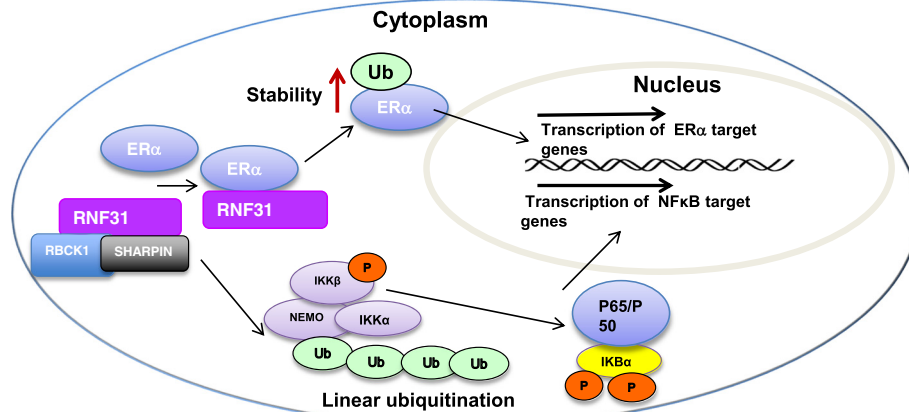 Cytoplasm
Ub
Nucleus
Stability
ERα
Transcription of ERα target
genes
ERα
ERα
RNF31
RNF31
Transcription of NFκB target
genes
RBCK1
SHARPIN
P
IKKβ
NEMO
IKKα
P65/P
50
Ub
Ub
Ub
Ub
IKBα
P
P
Linear ubiquitination